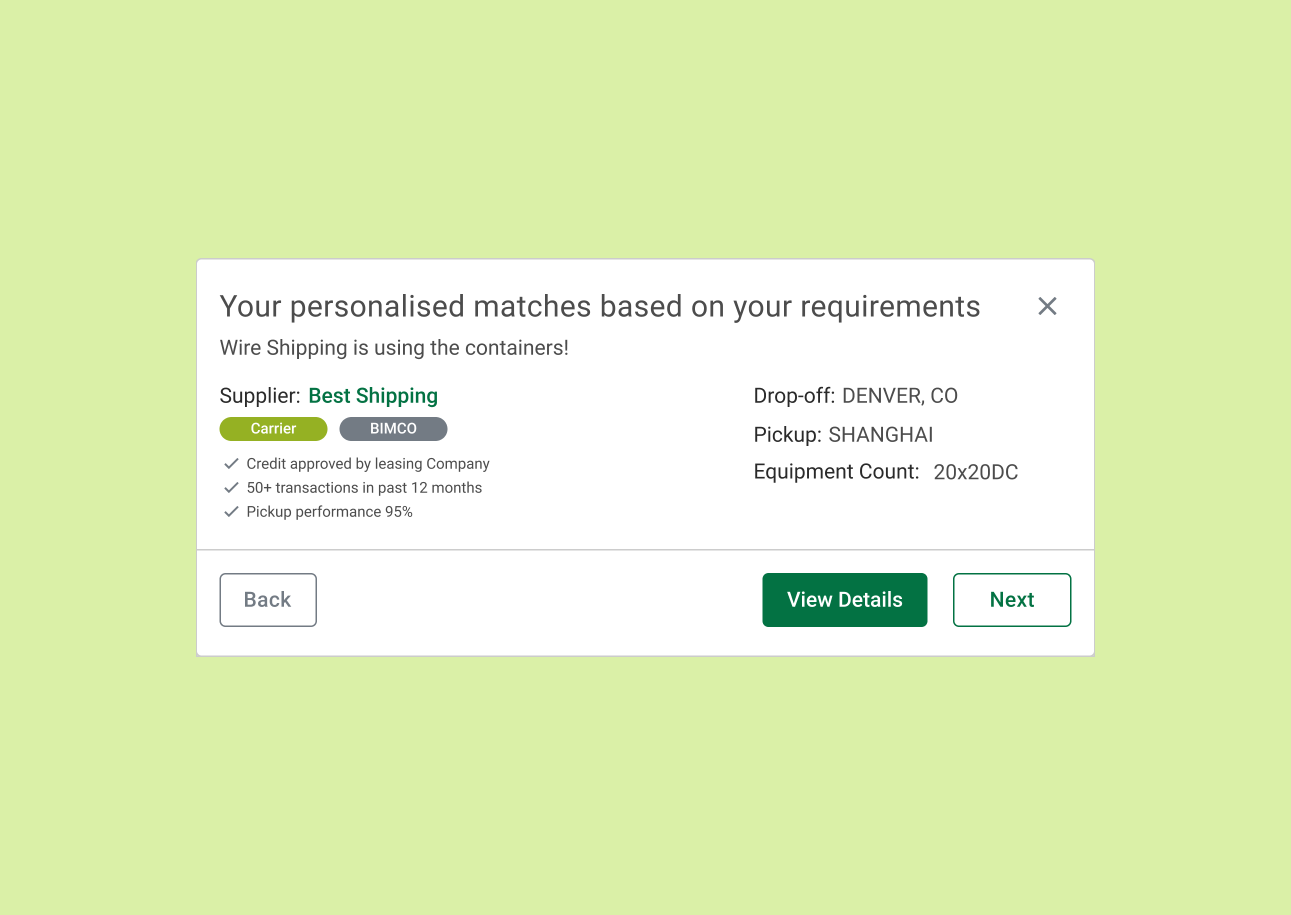 Your personalised matches based on your requirements
Wire Shipping is using the containers!
Supplier: Best Shipping
Carrier BIMCO
Credit approved by leasing Company
50+ transactions in past 12 months
Pickup performance 95%
Drop-off: DENVER, CO
Pickup: SHANGHAI
Equipment Count: 20x20DC
Back View Details Next